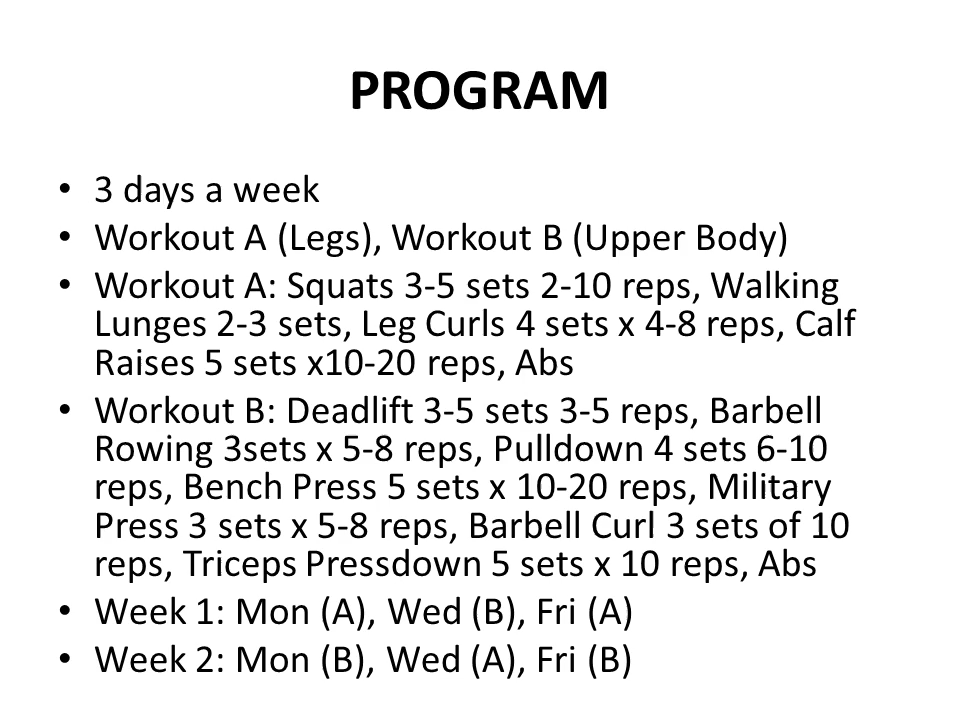 PROGRAM
• 3 days a week
• Workout A (Legs), Workout B (Upper Body)
• Workout A: Squats 3-5 sets 2-10 reps, Walking
Lunges 2-3 sets, Leg Curls 4 sets x 4-8 reps, Calf
Raises 5 sets x10-20 reps, Abs
• Workout B: Deadlift 3-5 sets 3-5 reps, Barbell
Rowing 3sets x 5-8 reps, Pulldown 4 sets 6-10
reps, Bench Press 5 sets x 10-20 reps, Military
Press 3 sets x 5-8 reps, Barbell Curl 3 sets of 10
reps, Triceps Pressdown 5 sets x 10 reps, Abs
• Week 1: Mon (A), Wed (B), Fri (A)
• Week 2: Mon (B), Wed (A), Fri (B)